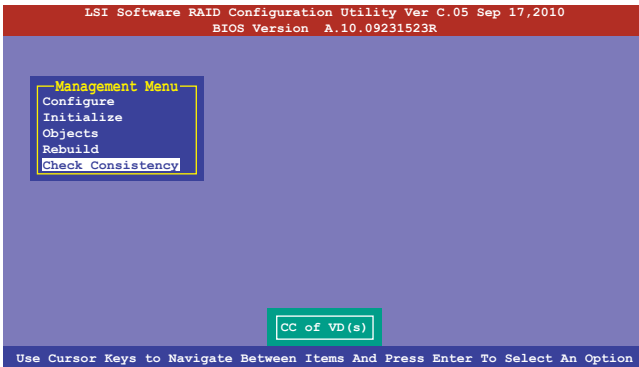 LSI Software RAID Configuration Utility Ver C.05 Sep 17,2010
BIOS Version A.10.09231523R
Management Menu
Configure
Initialize
Objects
Rebuild
Check Consistency
CC of VD(s)
Use Cursor Keys to Navigate Between Items And Press Enter To Select An Option